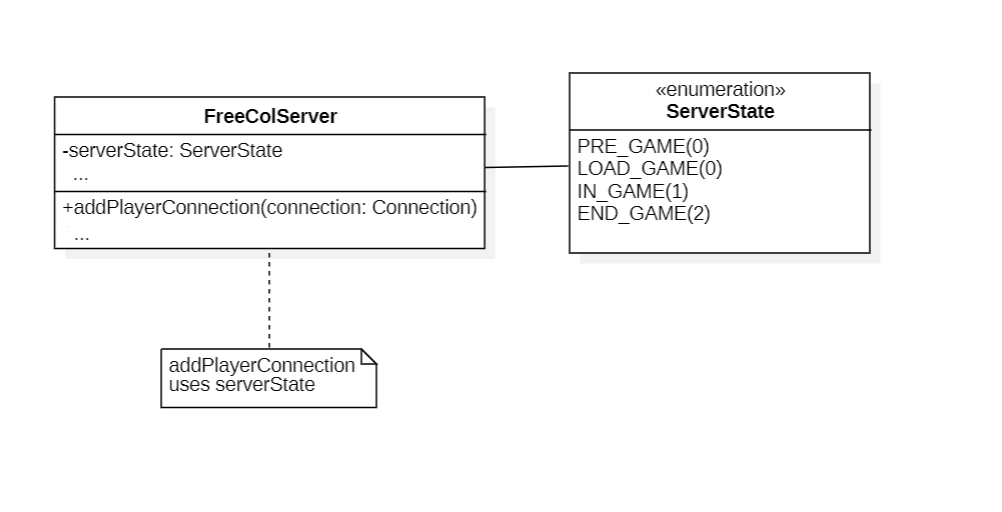 FreeColServer
-serverState: ServerState
...
+addPlayerConnection(connection: Connection)
...
«enumeration»
ServerState
PRE_GAME(0)
LOAD_GAME(0)
IN_GAME(1)
END_GAME(2)
addPlayerConnection
uses serverState